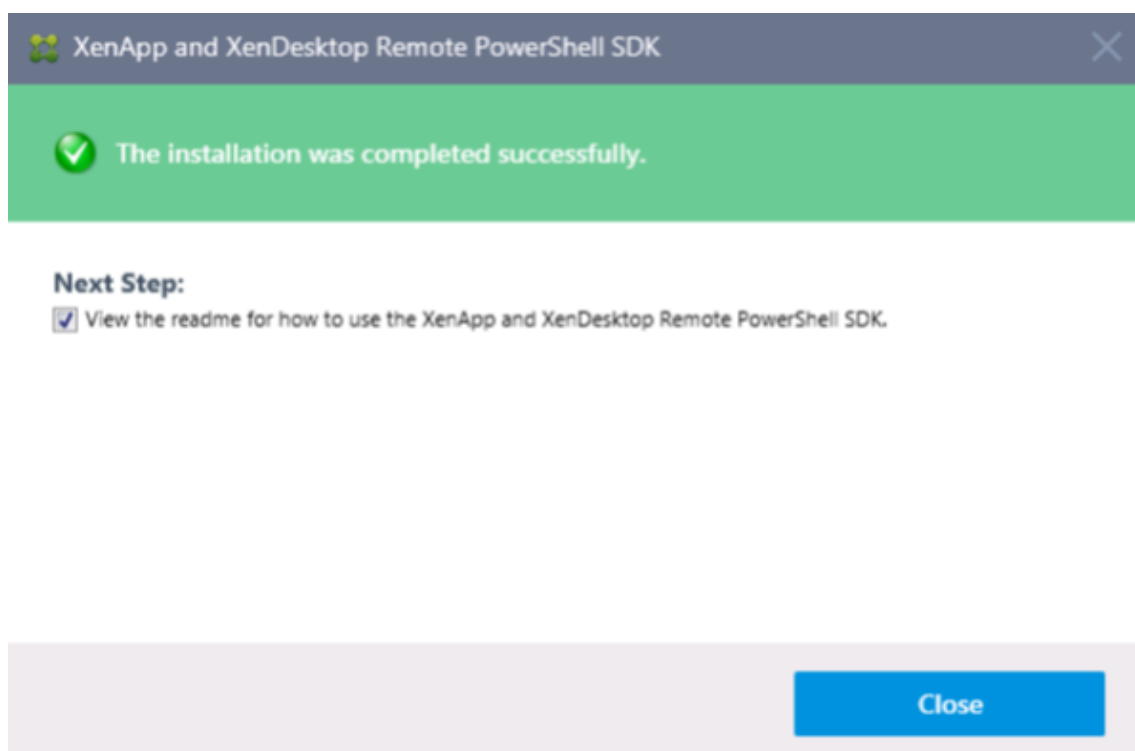 XenApp and XenDesktop Remote PowerShell SDK
The installation was completed successfully.
Next Step:
View the readme for how to use the XenApp and XenDesktop Remote PowerShell SDK.
Close